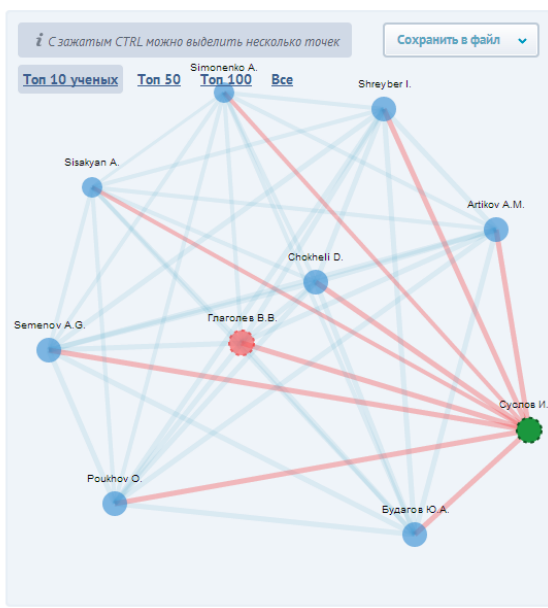 i С зажатым CTRL можно выделить несколько точек
Сохранить в файл
Топ 10 ученых Топ 50 Топ 100 Все
Simonenko A.
Shreyber I.
Sisakyan A.
Artikov A.M.
Chokheli D.
Глаголев В.В.
Semenov A.G.
Суслов И.
Poukhov O.
Будагов Ю.А.